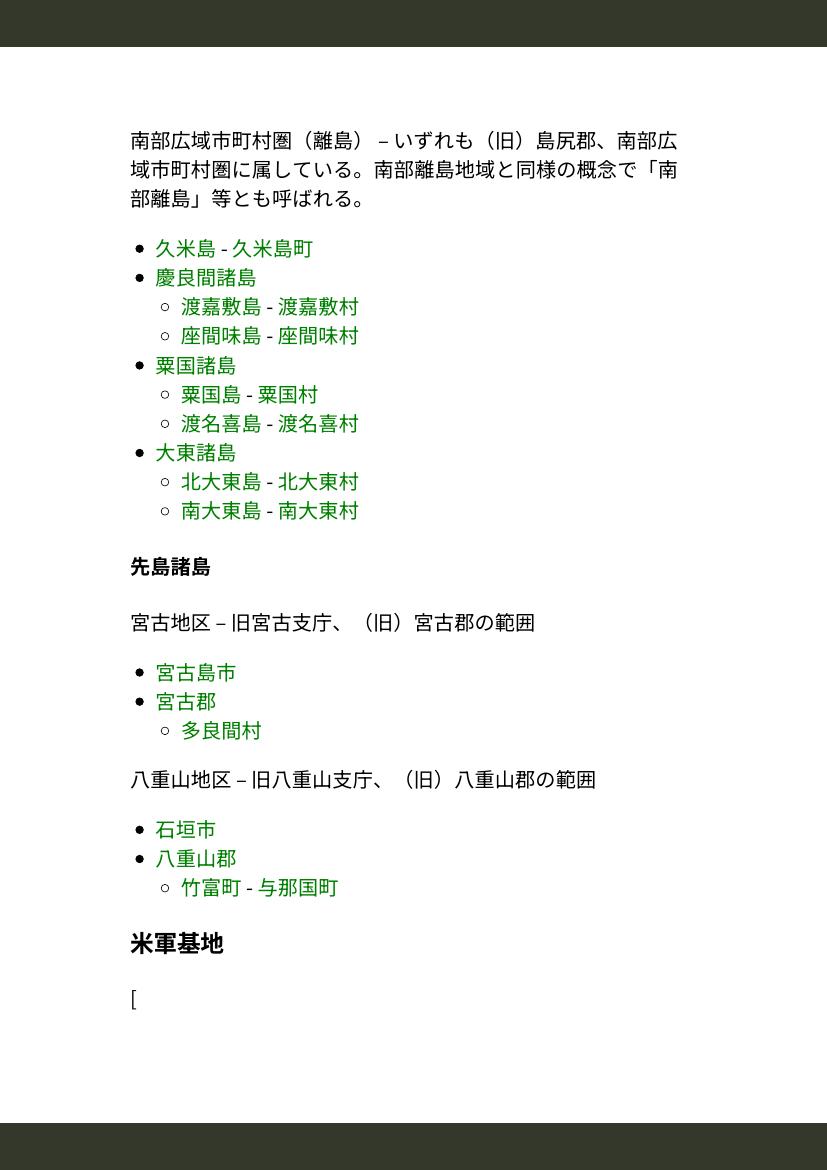 南部広域市町村圏（離島） – いずれも（旧）島尻郡、南部広
域市町村圏に属している。南部離島地域と同様の概念で「南
部離島」等とも呼ばれる。
• 久米島 - 久米島町
• 慶良間諸島
◦ 渡嘉敷島 - 渡嘉敷村
◦ 座間味島 - 座間味村
• 粟国諸島
◦ 粟国島 - 粟国村
◦ 渡名喜島 - 渡名喜村
• 大東諸島
◦ 北大東島 - 北大東村
◦ 南大東島 - 南大東村
先島諸島
宮古地区 – 旧宮古支庁、（旧）宮古郡の範囲
• 宮古島市
• 宮古郡
◦ 多良間村
八重山地区 – 旧八重山支庁、（旧）八重山郡の範囲
• 石垣市
• 八重山郡
◦ 竹富町 - 与那国町
米軍基地
[